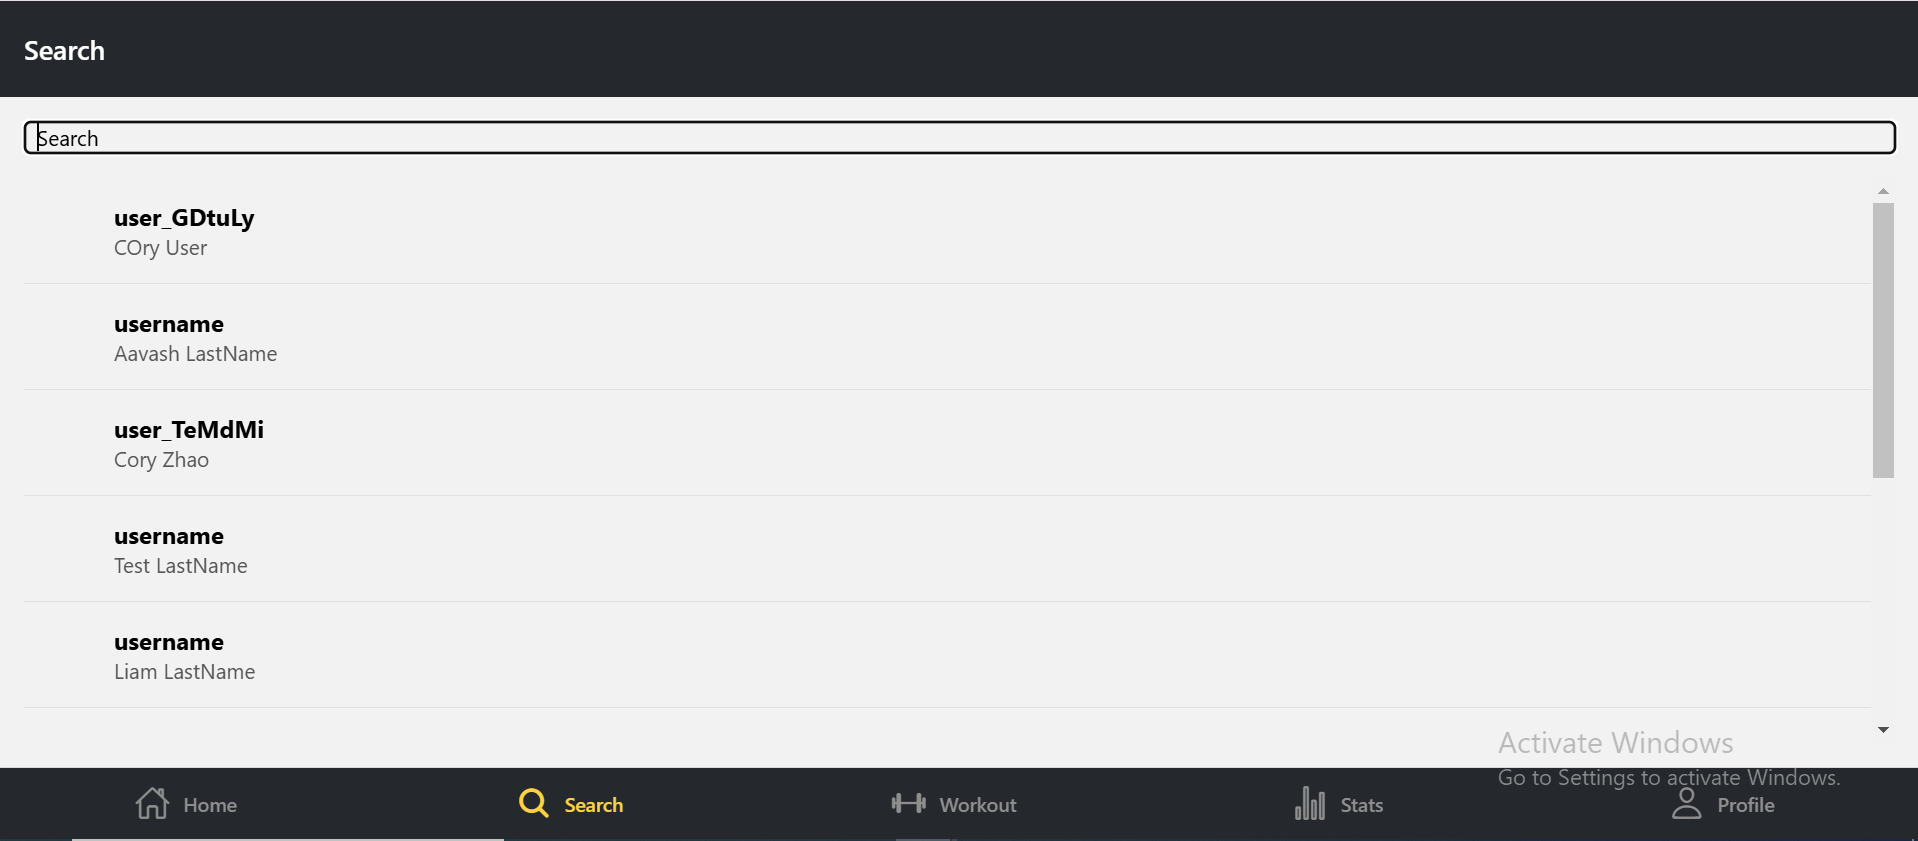 Search
Search
user_GDtuLy
COry User
username
Aavash LastName
user_TeMdMi
Cory Zhao
username
Test LastName
username
Liam LastName
Activate Windows
Go to Settings to activate Windows.
Home
Search
Workout
Stats
Profile